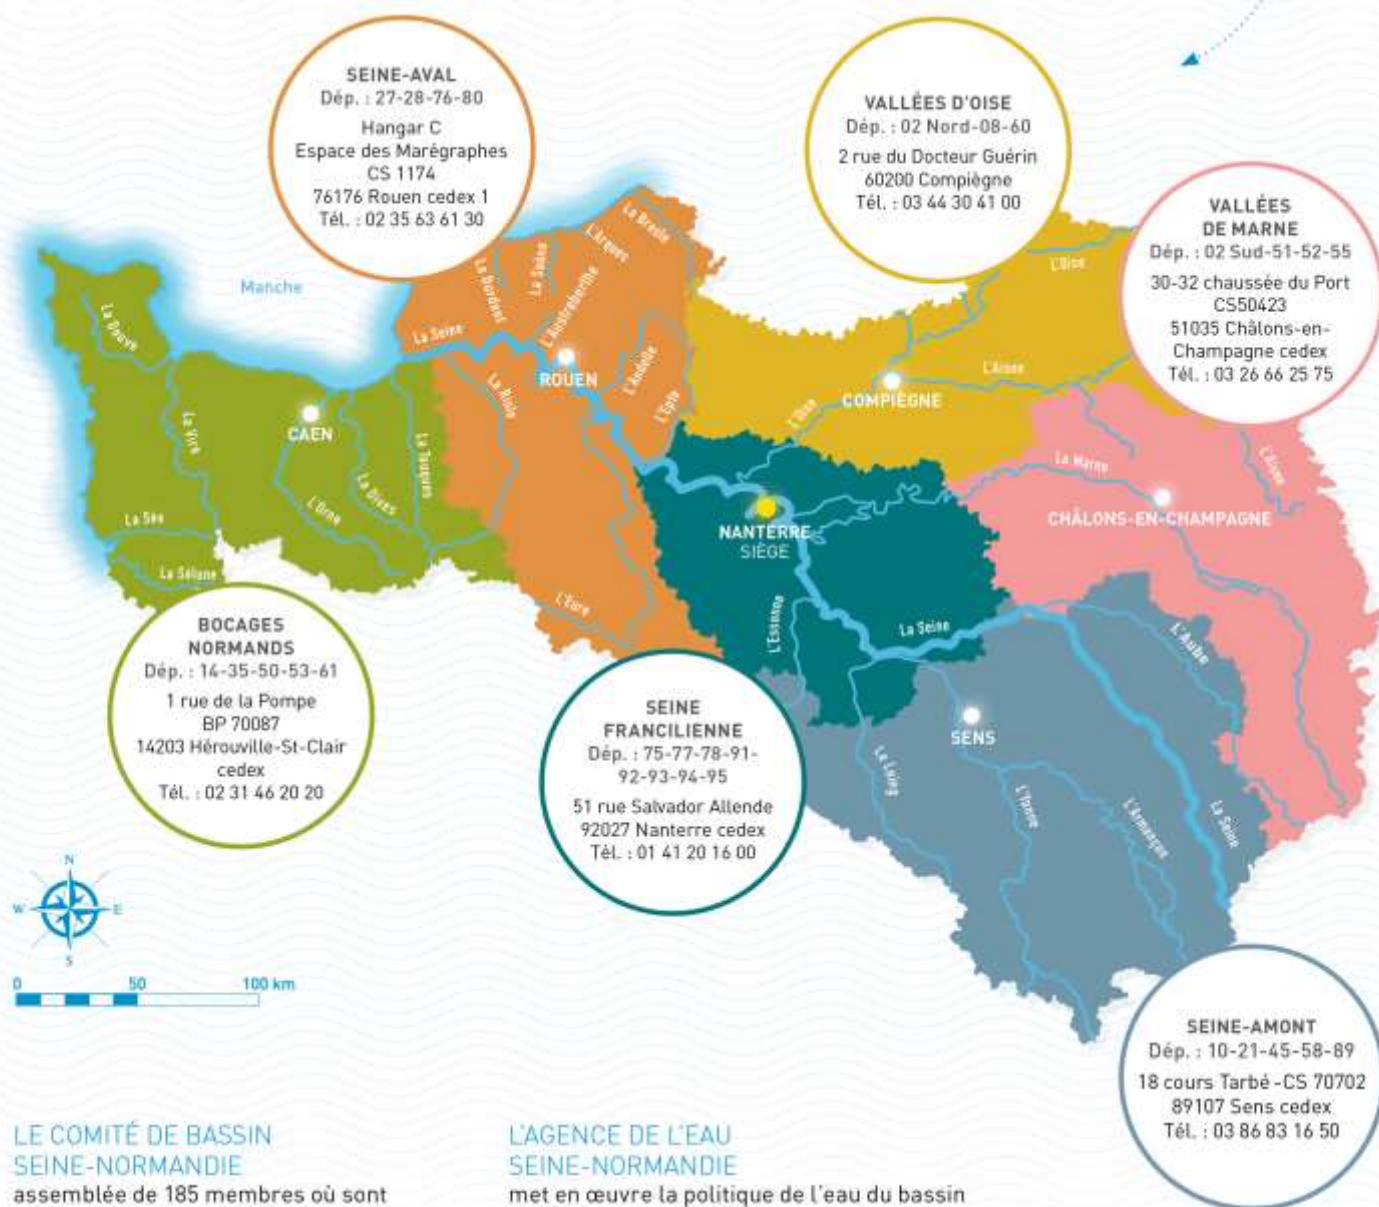 SEINE-AVAL
Dép. : 27-28-76-80
Hangar C
Espace des Marégraphes
CS 1174
76176 Rouen cedex 1
Tél. : 02 35 63 61 30
VALLÉES D'OISE
Dép. : 02 Nord-08-60
2 rue du Docteur Guérin
60200 Compiègne
Tél. : 03 44 30 41 00
VALLÉES
DE MARNE
Dép. : 02 Sud-51-52-55
30-32 chaussée du Port
CS50423
51035 Châlons-en-
Champagne cedex
Tél. : 03 26 66 25 75
Manche
La Douve
La Vire
La Sée
La Sélune
CAEN
L'Orne
La Dives
La Touques
La Seine
La Risle
La Durdent
La Saane
L'Austreberthe
L'Arques
La Bresle
ROUEN
L'Andelle
L'Epte
L'Eure
L'Oise
L'Oise
L'Aisne
COMPIÈGNE
La Marne
L'Aisne
CHÂLONS-EN-CHAMPAGNE
NANTERRE
SIÈGE
L'Essonne
La Seine
L'Aube
SENS
Le Loing
L'Yonne
L'Armançon
La Seine
BOCAGES
NORMANDS
Dép. : 14-35-50-53-61
1 rue de la Pompe
BP 70087
14203 Hérouville-St-Clair
cedex
Tél. : 02 31 46 20 20
SEINE
FRANCILIENNE
Dép. : 75-77-78-91-
92-93-94-95
51 rue Salvador Allende
92027 Nanterre cedex
Tél. : 01 41 20 16 00
SEINE-AMONT
Dép. : 10-21-45-58-89
18 cours Tarbé -CS 70702
89107 Sens cedex
Tél. : 03 86 83 16 50
N
W
E
S
0 50 100 km
LE COMITÉ DE BASSIN
SEINE-NORMANDIE
assemblée de 185 membres où sont
L'AGENCE DE L'EAU
SEINE-NORMANDIE
met en œuvre la politique de l'eau du bassin